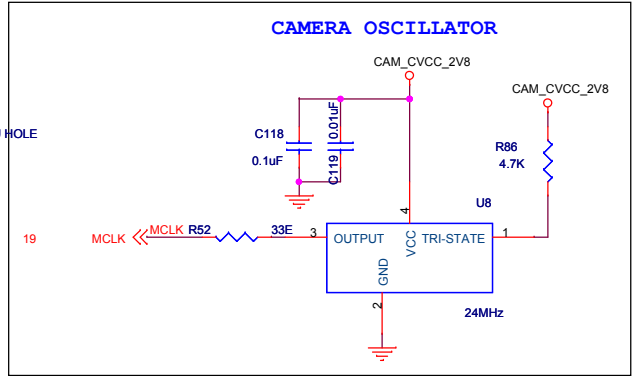 CAMERA OSCILLATOR
CAM_CVCC_2V8
CAM_CVCC_2V8
HOLE
C118
0.1uF
C119
0.01uF
R86
4.7K
U8
4
19
MCLK
MCLK
R52
33E
3
OUTPUT
VCC
TRI-STATE
1
GND
2
24MHz